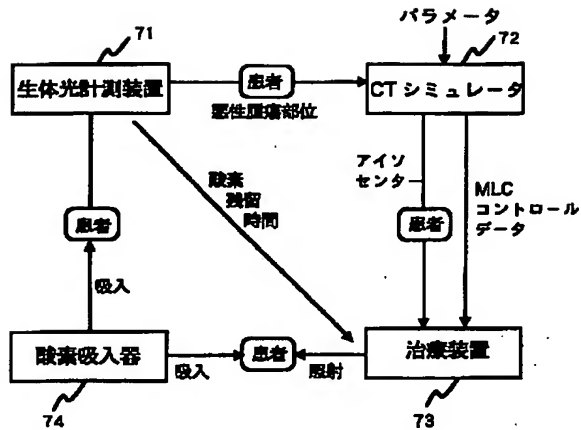 71
パラメータ
72
生体光計測装置
患者
悪性腫瘍部位
CTシミュレータ
酸素
残留
時間
アイソ
センタ
MLC
コントロール
データ
患者
患者
吸入
酸素吸入器
吸入
患者
照射
治療装置
74
73